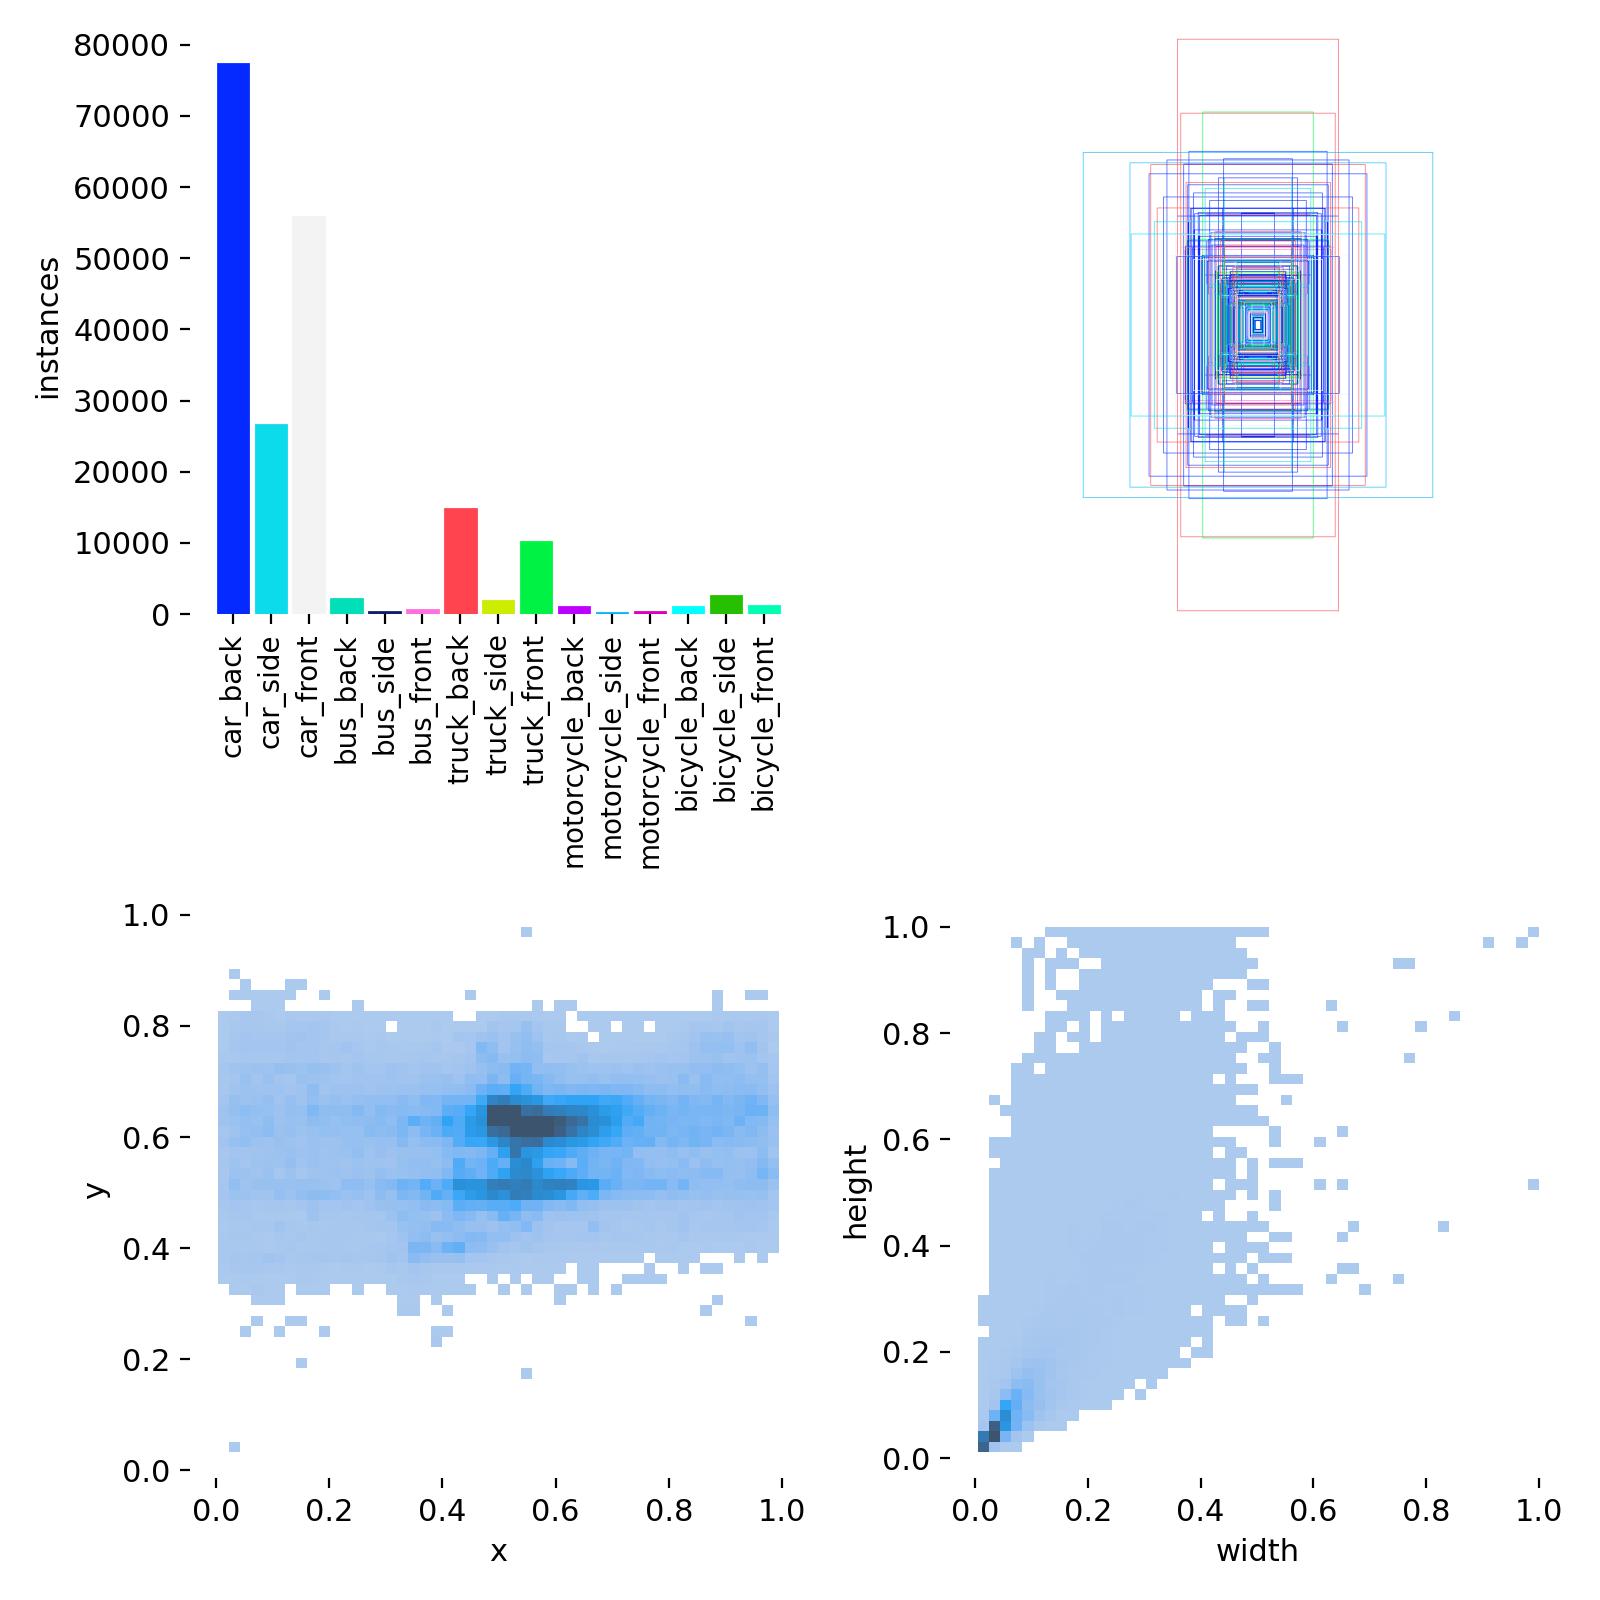 80000
70000
60000
50000
40000
30000
20000
10000
0
instances
car_back
car_side
car_front
bus_back
bus_side
bus_front
truck_back
truck_side
truck_front
motorcycle_back
motorcycle_side
motorcycle_front
bicycle_back
bicycle_side
bicycle_front
1.0
0.8
0.6
0.4
0.2
0.0
y
0.0 0.2 0.4 0.6 0.8 1.0
x
1.0
0.8
0.6
0.4
0.2
0.0
height
0.0 0.2 0.4 0.6 0.8 1.0
width